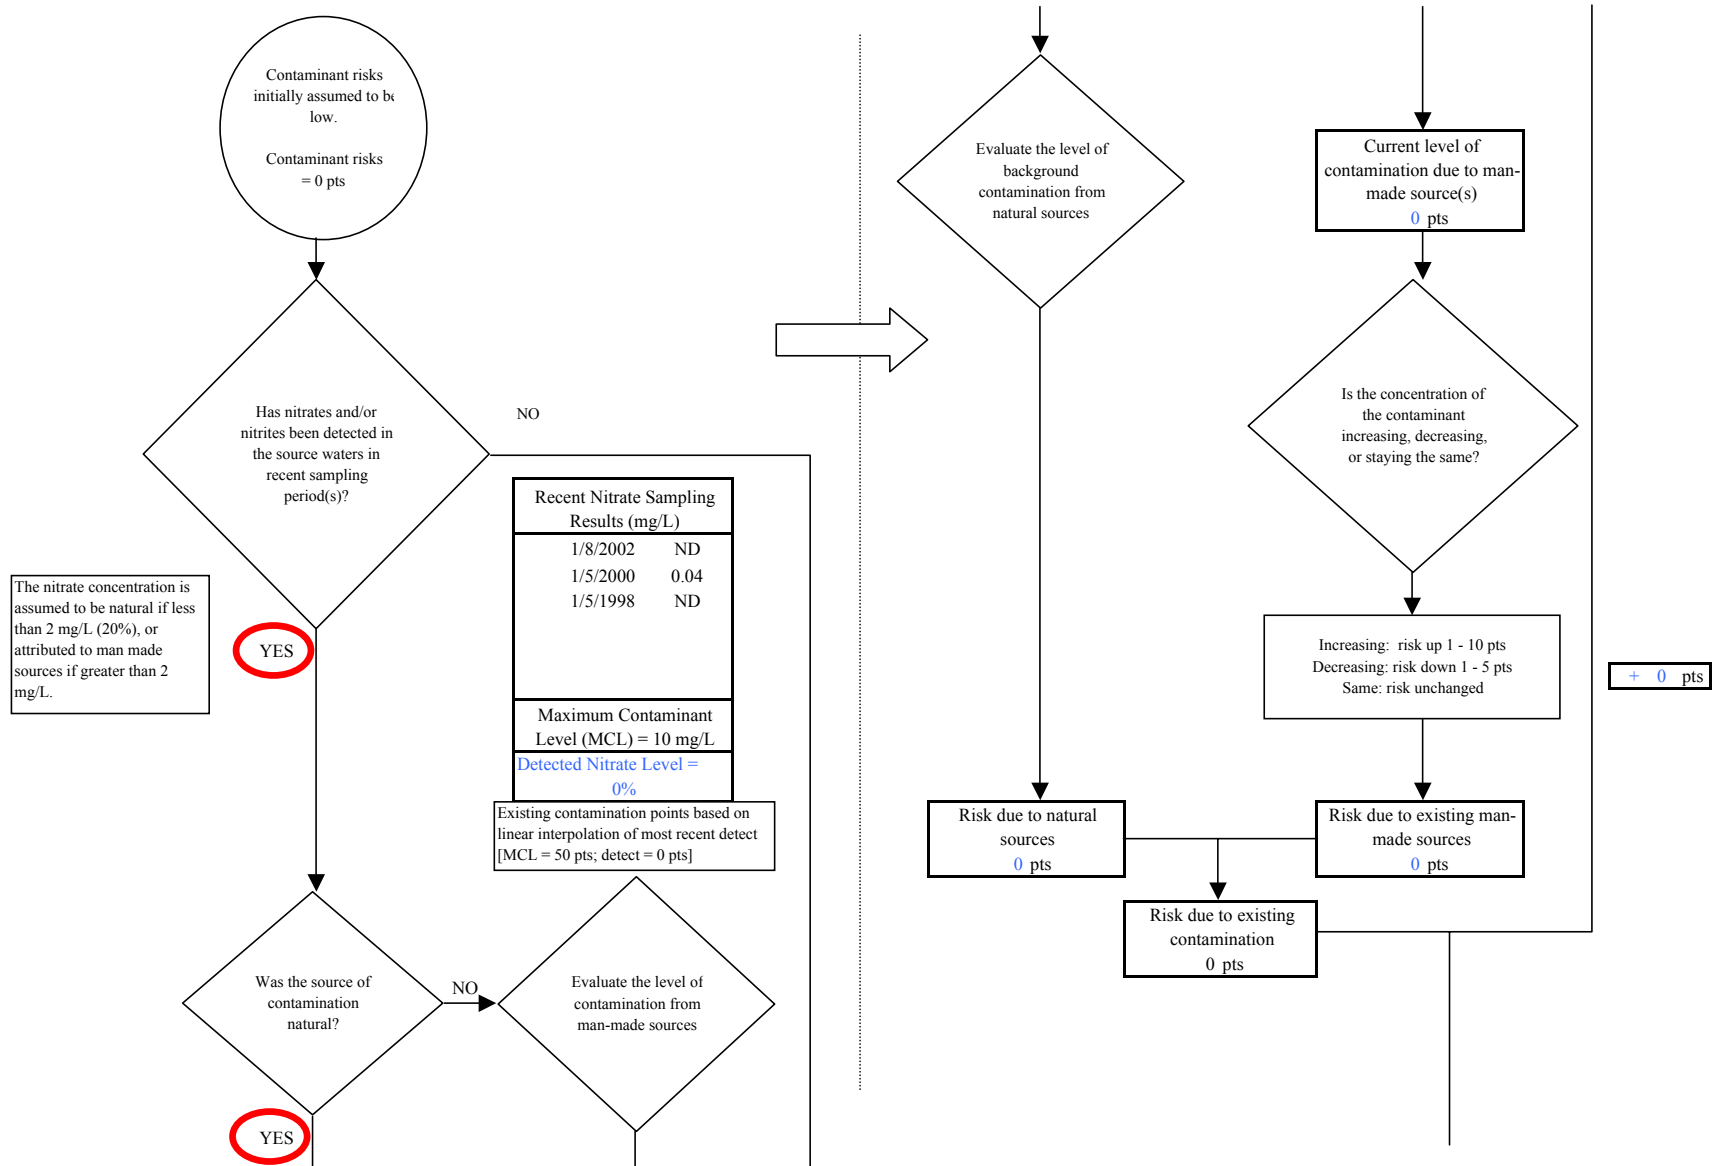 Contaminant risks
initially assumed to be
low.
Contaminant risks
= 0 pts
Has nitrates and/or
nitrites been detected in
the source waters in
recent sampling
period(s)?
NO
The nitrate concentration is
assumed to be natural if less
than 2 mg/L (20%), or
attributed to man made
sources if greater than 2
mg/L.
YES
Recent Nitrate Sampling
Results (mg/L)
1/8/2002 ND
1/5/2000 0.04
1/5/1998 ND
Maximum Contaminant
Level (MCL) = 10 mg/L
Detected Nitrate Level =
0%
Existing contamination points based on
linear interpolation of most recent detect
[MCL = 50 pts; detect = 0 pts]
Was the source of
contamination
natural?
NO
Evaluate the level of
contamination from
man-made sources
YES
Evaluate the level of
background
contamination from
natural sources
Current level of
contamination due to man-
made source(s)
0 pts
Is the concentration of
the contaminant
increasing, decreasing,
or staying the same?
Increasing: risk up 1 - 10 pts
Decreasing: risk down 1 - 5 pts
Same: risk unchanged
+ 0 pts
Risk due to natural
sources
0 pts
Risk due to existing man-
made sources
0 pts
Risk due to existing
contamination
0 pts